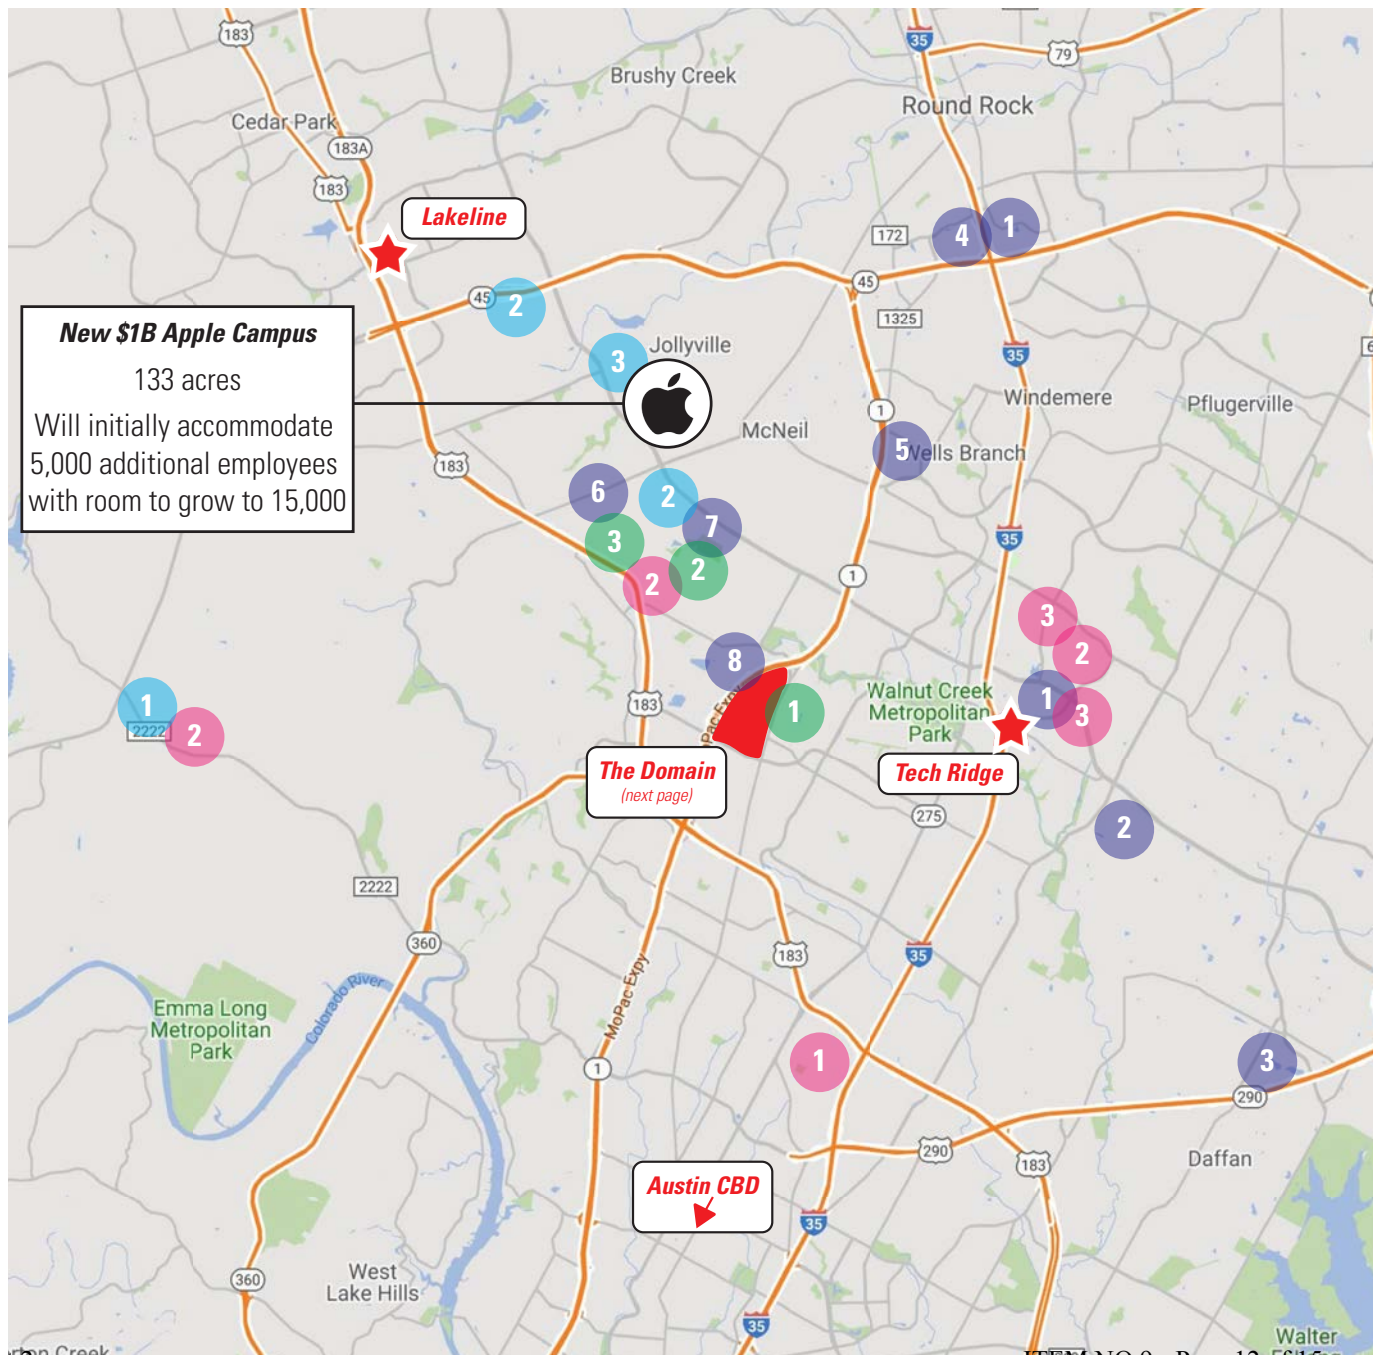 183
35
79
Brushy Creek
Round Rock
Cedar Park
183A
183
Lakeline
172
4
1
45
2
45
New $1B Apple Campus
133 acres
Will initially accommodate
5,000 additional employees
with room to grow to 15,000
1325
3
Jollyville
35
Windemere
Pflugerville
1
McNeil
5
Wells Branch
183
6
2
7
3
2
2
35
1
3
2
8
1
2222
2
183
MoPac Expy
1
Walnut Creek
Metropolitan
Park
1
3
The Domain
(next page)
Tech Ridge
275
2
2222
360
183
35
Emma Long
Metropolitan
Park
Colorado River
MoPac Expy
1
1
3
290
290
183
Daffan
Austin CBD
35
360
West
Lake Hills
35
Walter